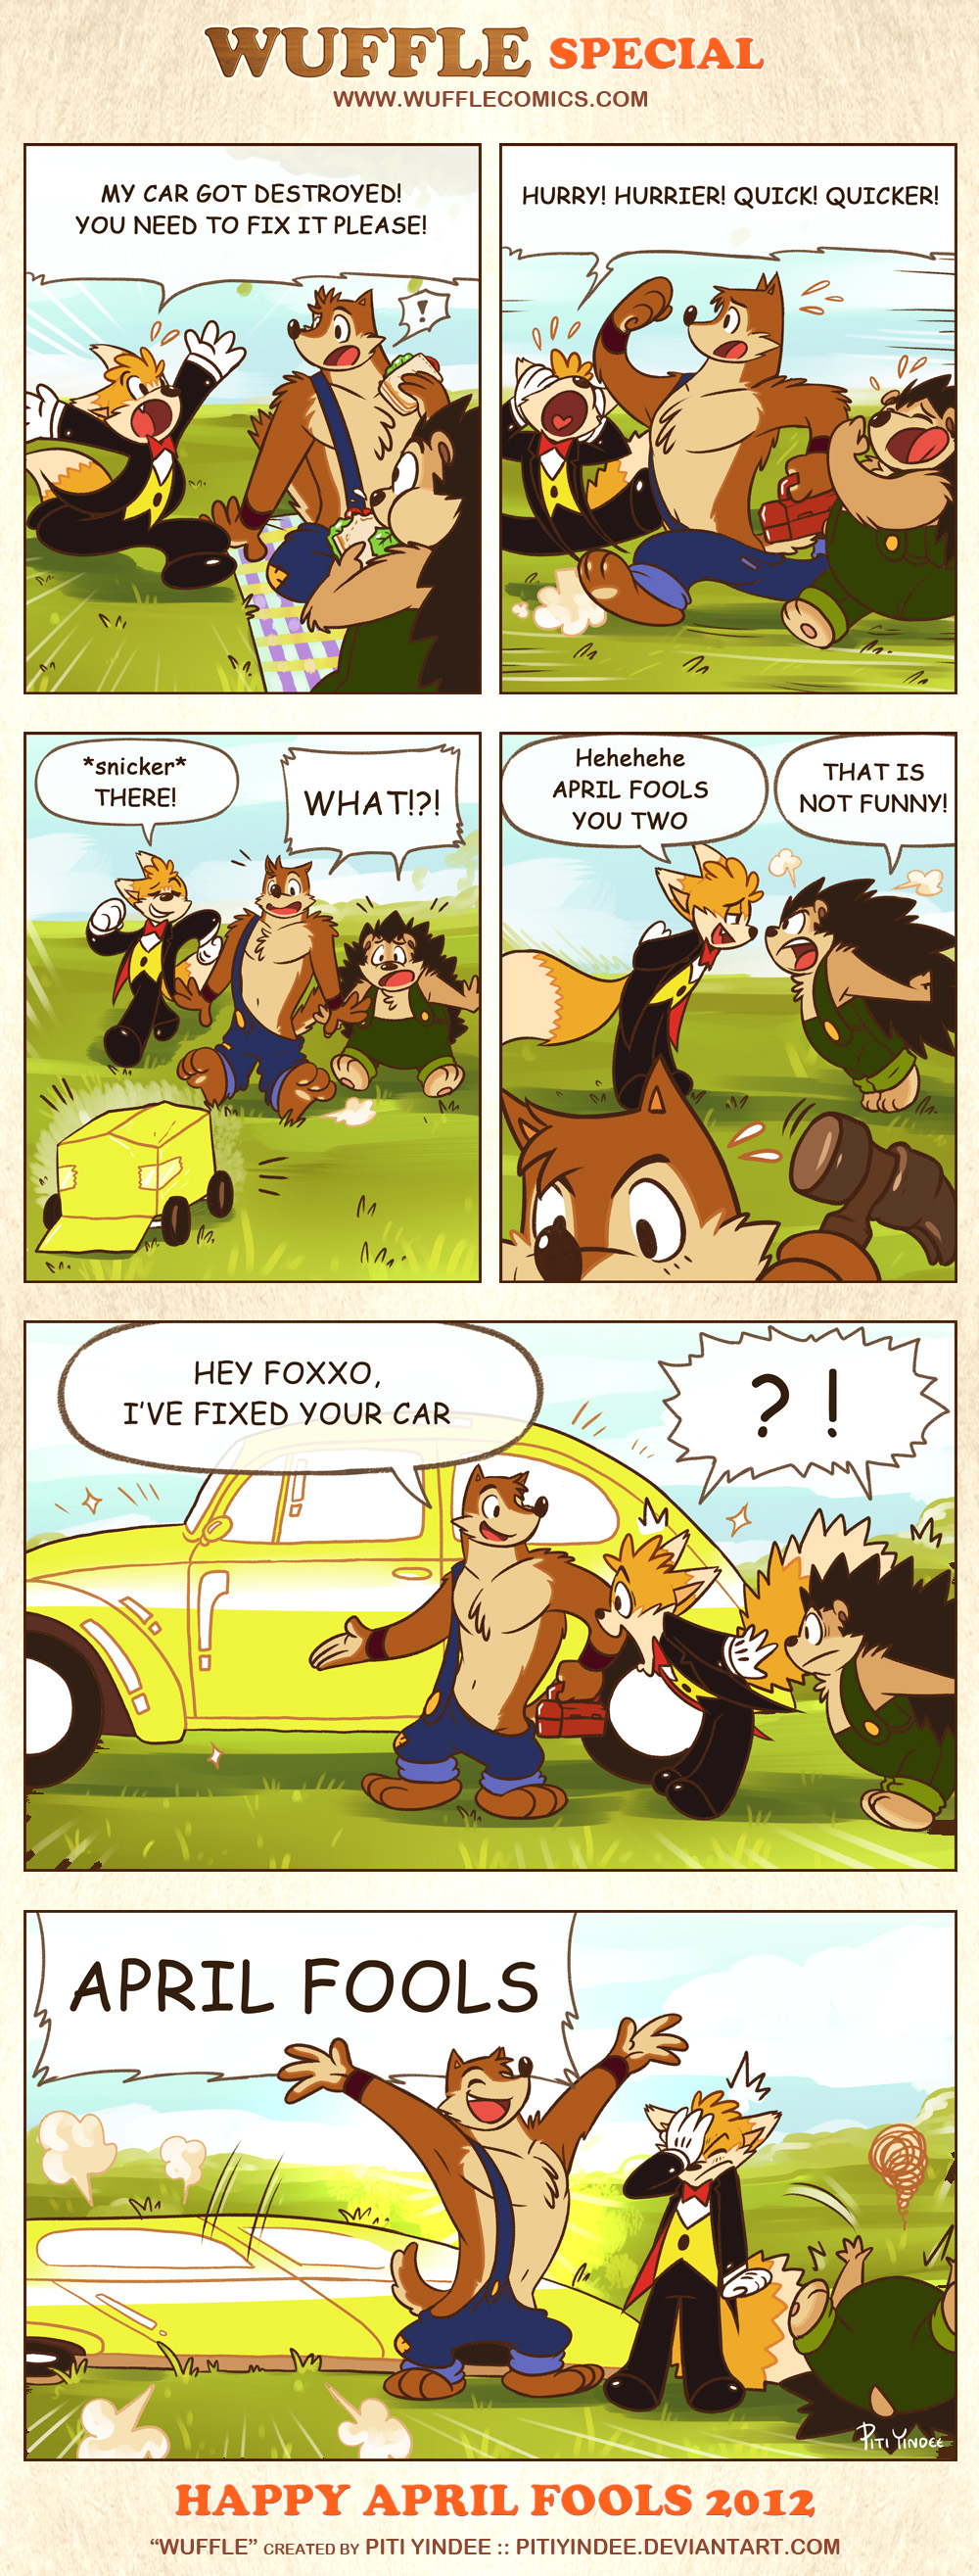 WUFFLE SPECIAL
WWW.WUFFLECOMICS.COM
MY CAR GOT DESTROYED!
YOU NEED TO FIX IT PLEASE!
!
HURRY! HURRIER! QUICK! QUICKER!
*snicker*
THERE!
WHAT!?!
Hehehehe
APRIL FOOLS
YOU TWO
THAT IS
NOT FUNNY!
HEY FOXXO,
I'VE FIXED YOUR CAR
? !
APRIL FOOLS
PITI YINDEE
HAPPY APRIL FOOLS 2012
“WUFFLE” CREATED BY PITI YINDEE :: PITIYINDEE.DEVIANTART.COM